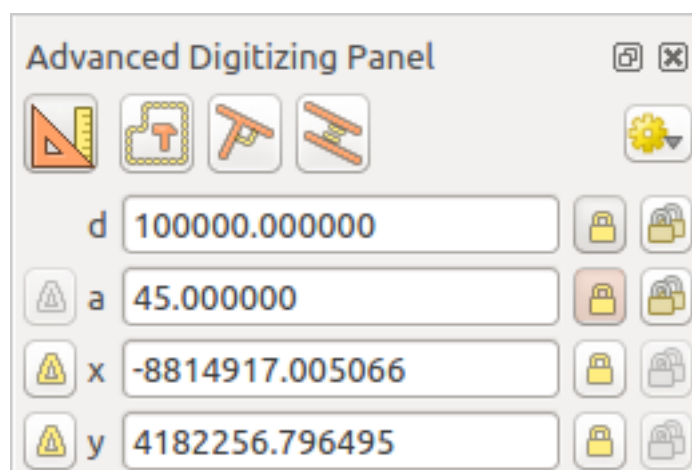 Advanced Digitizing Panel
d 100000.000000
a 45.000000
x -8814917.005066
y 4182256.796495